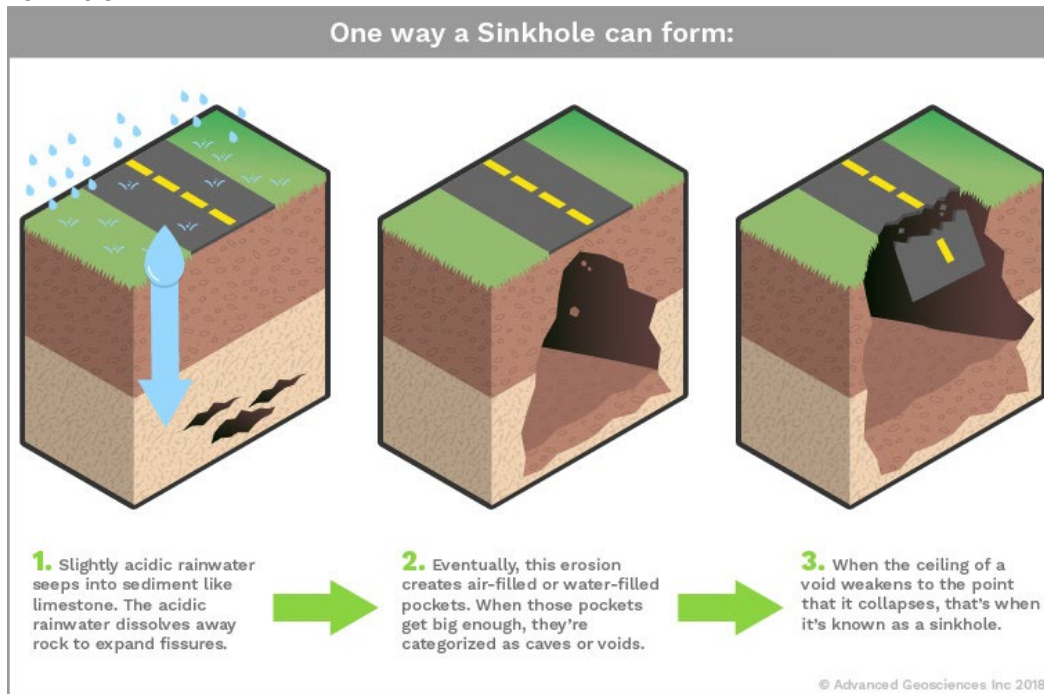 One way a Sinkhole can form:
1. Slightly acidic rainwater
seeps into sediment like
limestone. The acidic
rainwater dissolves away
rock to expand fissures.
2. Eventually, this erosion
creates air-filled or water-filled
pockets. When those pockets
get big enough, they're
categorized as caves or voids.
3. When the ceiling of a
void weakens to the point
that it collapses, that's when
it's known as a sinkhole.
© Advanced Geosciences Inc 2018